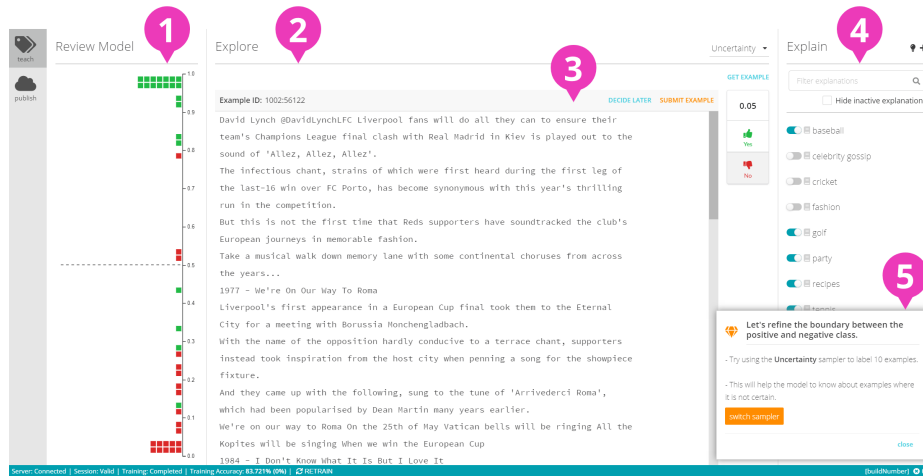 1
2
3
4
5
teach
publish
Review Model
1.0
0.9
0.8
0.7
0.6
0.5
0.4
0.3
0.2
0.1
0.0
Explore
Uncertainty
GET EXAMPLE
Example ID: 1002:56122
DECIDE LATER
SUBMIT EXAMPLE
David Lynch @DavidLynchLFC Liverpool fans will do all they can to ensure their
team's Champions League final clash with Real Madrid in Kiev is played out to the
sound of 'Allez, Allez, Allez'.
The infectious chant, strains of which were first heard during the first leg of
the last-16 win over FC Porto, has become synonymous with this year's thrilling
run in the competition.
But this is not the first time that Reds supporters have soundtracked the club's
European journeys in memorable fashion.
Take a musical walk down memory lane with some continental choruses from across
the years...
1977 – We're On Our Way To Roma
Liverpool's first appearance in a European Cup final took them to the Eternal
City for a meeting with Borussia Monchengladbach.
With the name of the opposition hardly conducive to a terrace chant, supporters
instead took inspiration from the host city when penning a song for the showpiece
fixture.
And they came up with the following, sung to the tune of 'Arrivederci Roma',
which had been popularised by Dean Martin many years earlier.
We're on our way to Roma On the 25th of May Vatican bells will be ringing All the
Kopites will be singing When we win the European Cup
1984 – I Don't Know What It Is But I Love It
0.05
Yes
No
Explain
Filter explanations
Hide inactive explanation
baseball
celebrity gossip
cricket
fashion
golf
party
recipes
tennis
Let's refine the boundary between the
positive and negative class.
- Try using the Uncertainty sampler to label 10 examples.
- This will help the model to know about examples where
it is not certain.
switch sampler
close
Server: Connected | Session: Valid | Training: Completed | Training Accuracy: 83.721% (0%) | RETRAIN
{buildNumber}